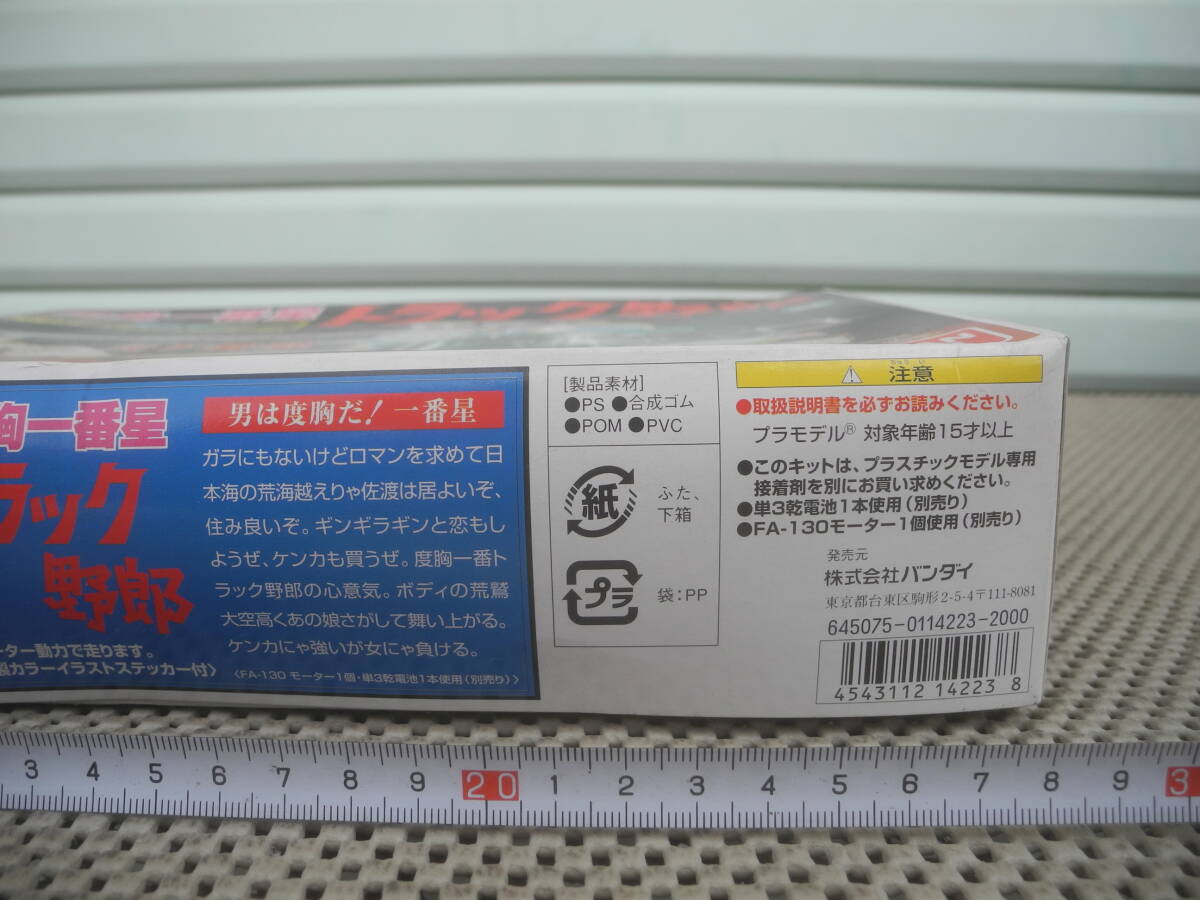 一番星 トラック野郎
胸一番星
ラック
野郎
ーター動力で走ります。
製カラーイラストステッカー付〉
男は度胸だ！一番星
ガラにもないけどロマンを求めて日
本海の荒海越えりゃ佐渡は居よいぞ、
住み良いぞ。ギンギラギンと恋もし
ようぜ、ケンカも買うぜ。度胸一番ト
ラック野郎の心意気。ボディの荒鷲
大空高くあの娘さがして舞い上がる。
ケンカにゃ強いが女にゃ負ける。
〈FA-130 モーター1個・単3乾電池1本使用（別売り）〉
［製品素材］
●PS ●合成ゴム
●POM ●PVC
紙
ふた、
下箱
プラ
袋：PP
ちゅうい
注意
●取扱説明書を必ずお読みください。
プラモデル® 対象年齢15才以上
●このキットは、プラスチックモデル専用
接着剤を別にお買い求めください。
●単3乾電池1本使用（別売り）
●FA-130モーター1個使用（別売り）
発売元
株式会社バンダイ
東京都台東区駒形2-5-4〒111-8081
645075-0114223-2000
4543112 14223 8
3 4 5 6 7 8 9 20 1 2 3 4 5 6 7 8 9 3